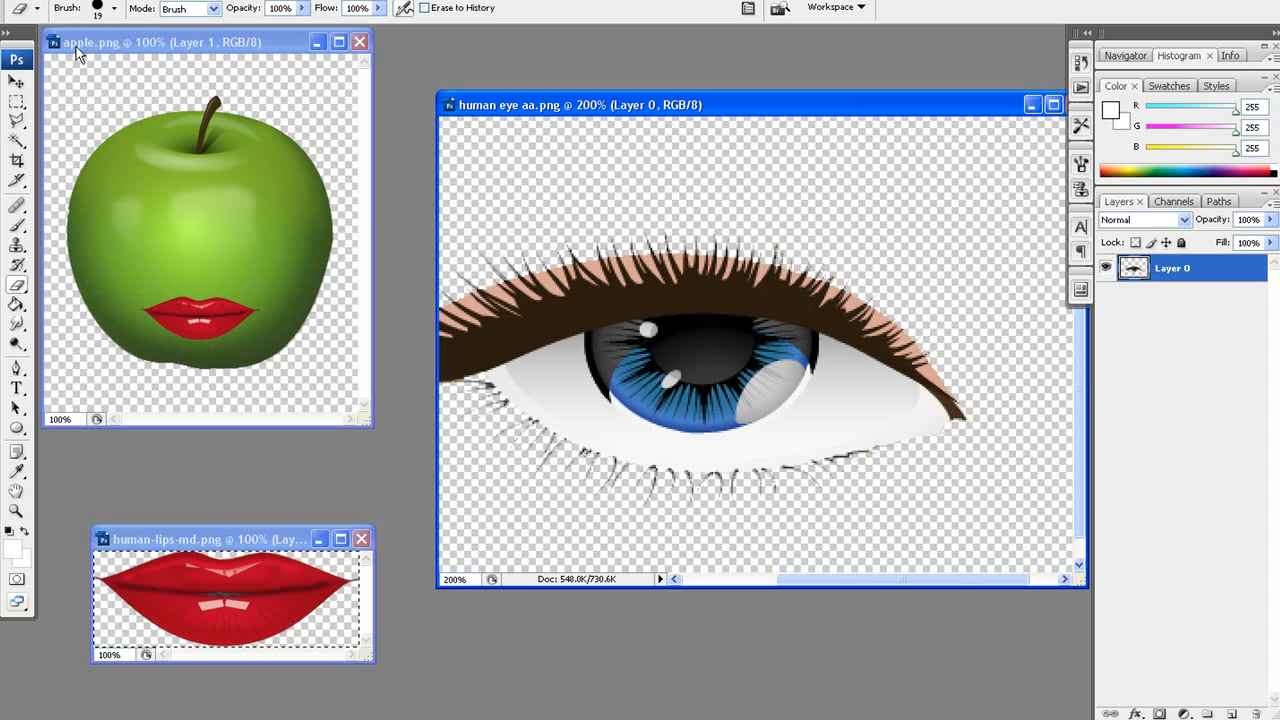 Brush: 19 Mode: Brush Opacity: 100% Flow: 100% Erase to History Workspace
apple.png @ 100% (Layer 1, RGB/8)
Ps
Navigator Histogram x Info
Color x Swatches Styles
human eye aa.png @ 200% (Layer 0, RGB/8)
R 255
G 255
B 255
Layers x Channels Paths
Normal Opacity: 100%
Lock: Fill: 100%
Layer 0
T
A
100%
human-lips-md.png @ 100% (Lay...
200% Doc: 548.0K/730.6K
100%